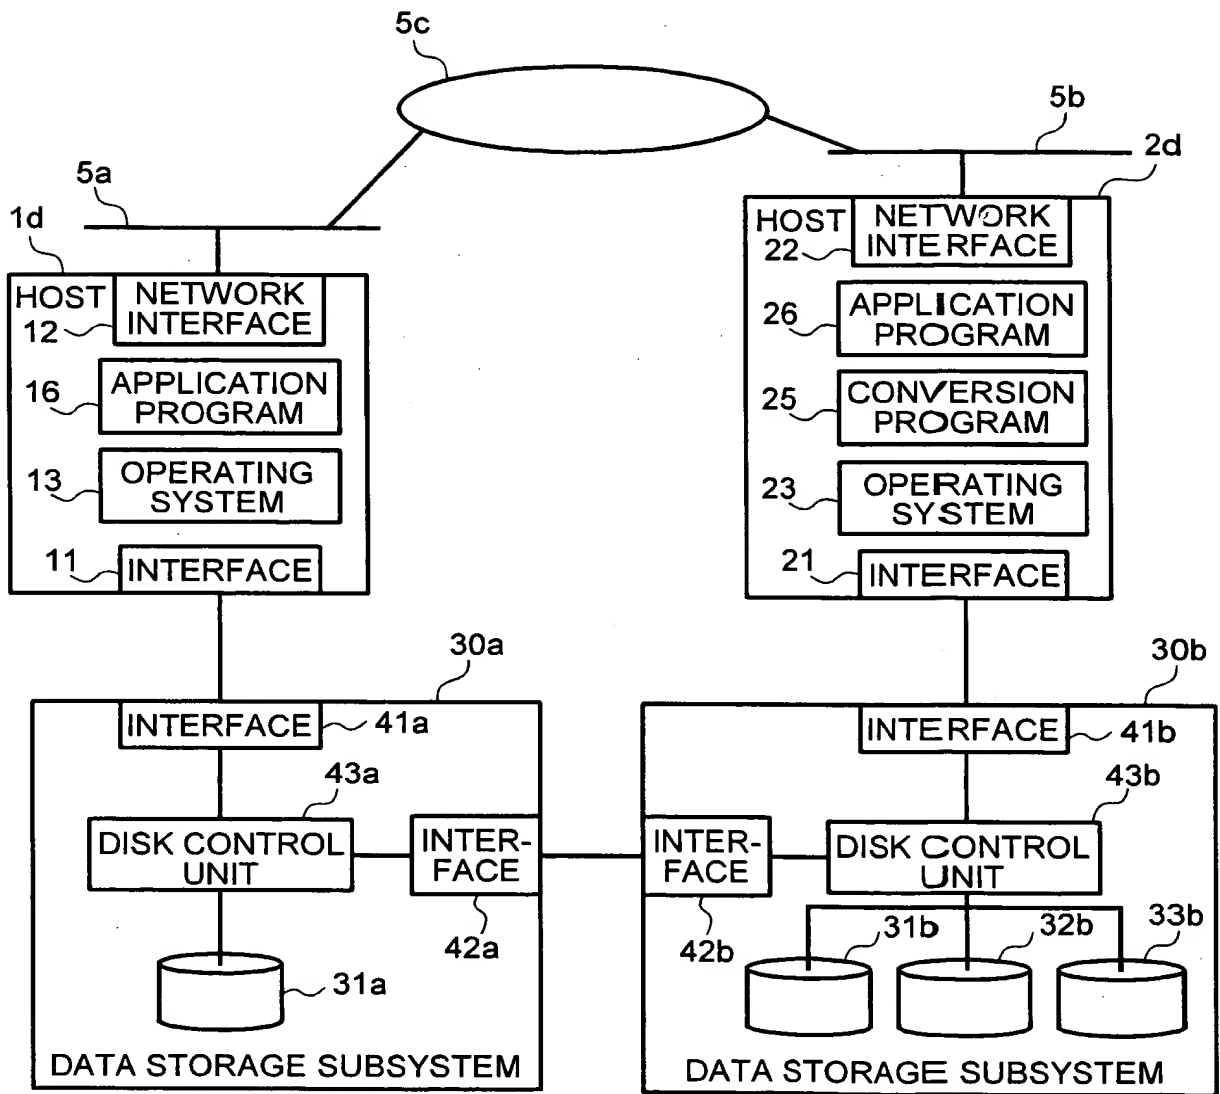 5c
5b
2d
5a
1d
HOST
NETWORK
INTERFACE
12
APPLICATION
PROGRAM
16
OPERATING
SYSTEM
13
11
INTERFACE
HOST
NETWORK
INTERFACE
22
APPLICATION
PROGRAM
26
CONVERSION
PROGRAM
25
OPERATING
SYSTEM
23
21
INTERFACE
30a
INTERFACE
41a
43a
DISK CONTROL
UNIT
INTER-
FACE
42a
31a
DATA STORAGE SUBSYSTEM
30b
INTERFACE
41b
43b
INTER-
FACE
DISK CONTROL
UNIT
42b
31b
32b
33b
DATA STORAGE SUBSYSTEM